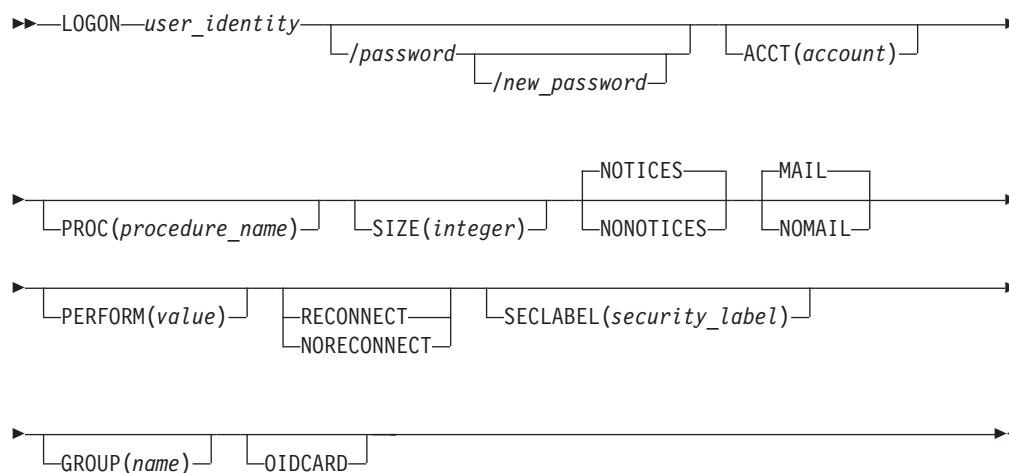 LOGON user_identity /password /new_password ACCT(account)
PROC(procedure_name) SIZE(integer) NOTICES NONOTICES MAIL NOMAIL
PERFORM(value) RECONNECT NORECONNECT SECLABEL(security_label)
GROUP(name) OIDCARD